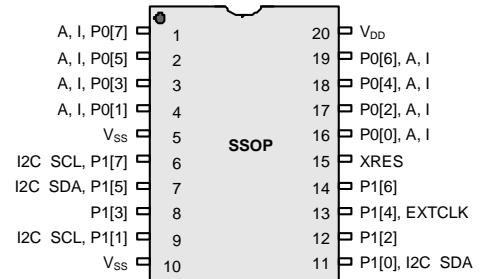 A, I, P0[7] 1 20 VDD
A, I, P0[5] 2 19 P0[6], A, I
A, I, P0[3] 3 18 P0[4], A, I
A, I, P0[1] 4 17 P0[2], A, I
VSS 5 16 P0[0], A, I
SSOP
I2C SCL, P1[7] 6 15 XRES
I2C SDA, P1[5] 7 14 P1[6]
P1[3] 8 13 P1[4], EXTCLK
I2C SCL, P1[1] 9 12 P1[2]
VSS 10 11 P1[0], I2C SDA